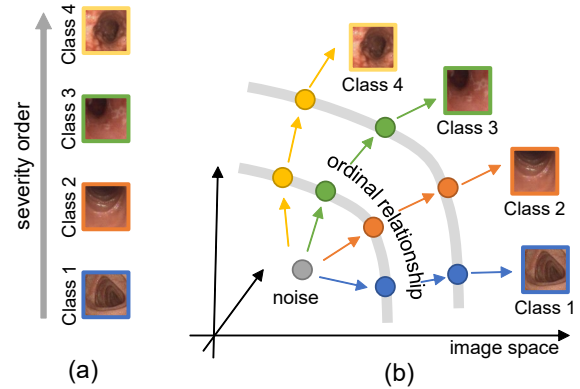 severity order
Class 4
Class 3
Class 2
Class 1
(a)
Class 4
Class 3
ordinal relationship
Class 2
noise
Class 1
image space
(b)